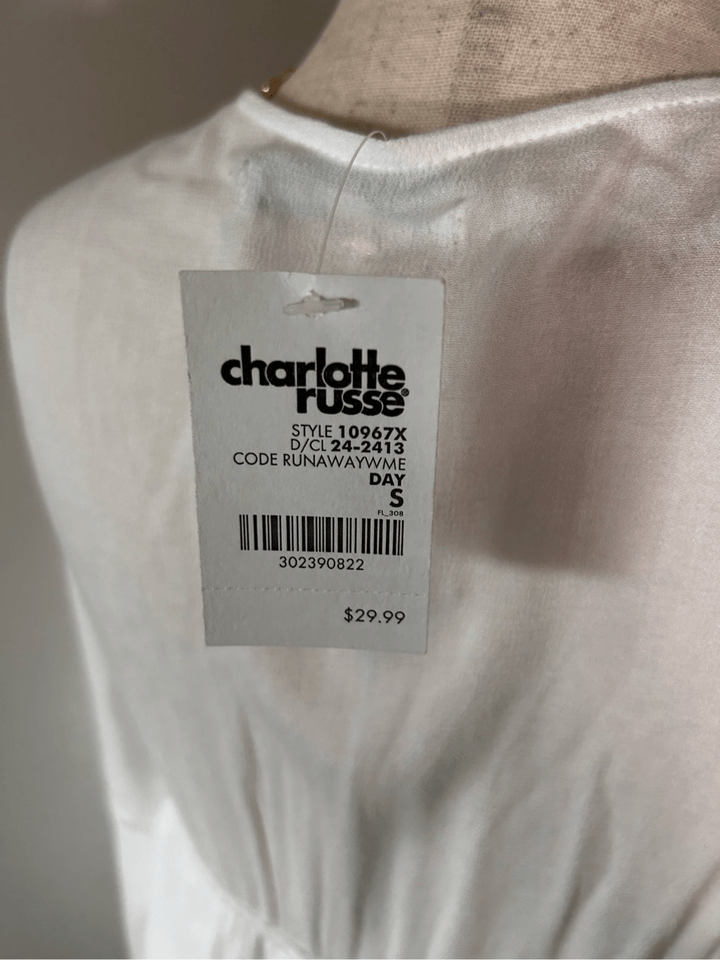 charlotte
russe®
STYLE 10967X
D/CL 24-2413
CODE RUNAWAYWME
DAY
S
FL_308
302390822
$29.99